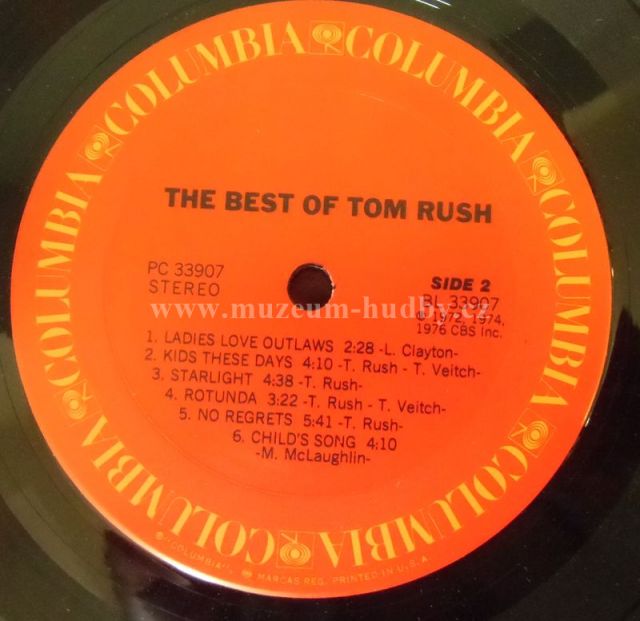 COLUMBIA COLUMBIA COLUMBIA COLUMBIA COLUMBIA COLUMBIA
THE BEST OF TOM RUSH
PC 33907
STEREO
SIDE 2
BL 33907
© 1972, 1974,
1976 CBS Inc.
www.muzeum-hudby.cz
1. LADIES LOVE OUTLAWS 2:28 -L. Clayton-
2. KIDS THESE DAYS 4:10 -T. Rush - T. Veitch-
3. STARLIGHT 4:38 -T. Rush-
4. ROTUNDA 3:22 -T. Rush - T. Veitch-
5. NO REGRETS 5:41 -T. Rush-
6. CHILD'S SONG 4:10
-M. McLaughlin-
"COLUMBIA", MARCAS REG. PRINTED IN U.S.A.